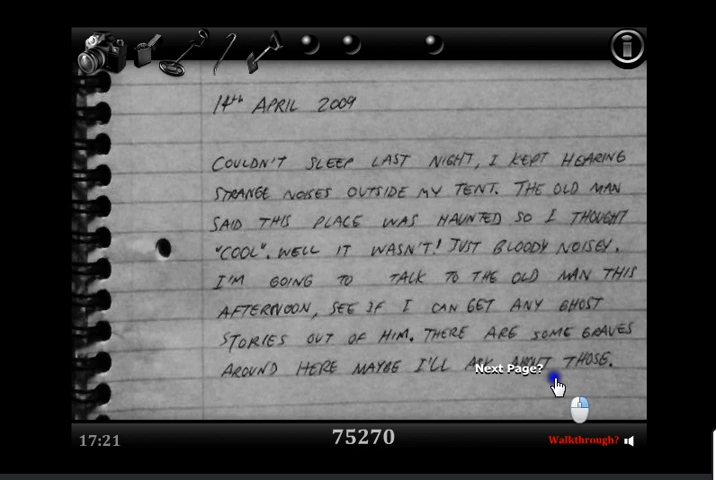 14th APRIL 2009
COULDN'T SLEEP LAST NIGHT, I KEPT HEARING
STRANGE NOISES OUTSIDE MY TENT. THE OLD MAN
SAID THIS PLACE WAS HAUNTED SO I THOUGHT
"COOL". WELL IT WASN'T! JUST BLOODY NOISEY.
I'M GOING TO TALK TO THE OLD MAN THIS
AFTERNOON, SEE IF I CAN GET ANY GHOST
STORIES OUT OF HIM. THERE ARE SOME GRAVES
AROUND HERE MAYBE I'LL ASK ABOUT THOSE.
Next Page?
17:21
75270
Walkthrough?